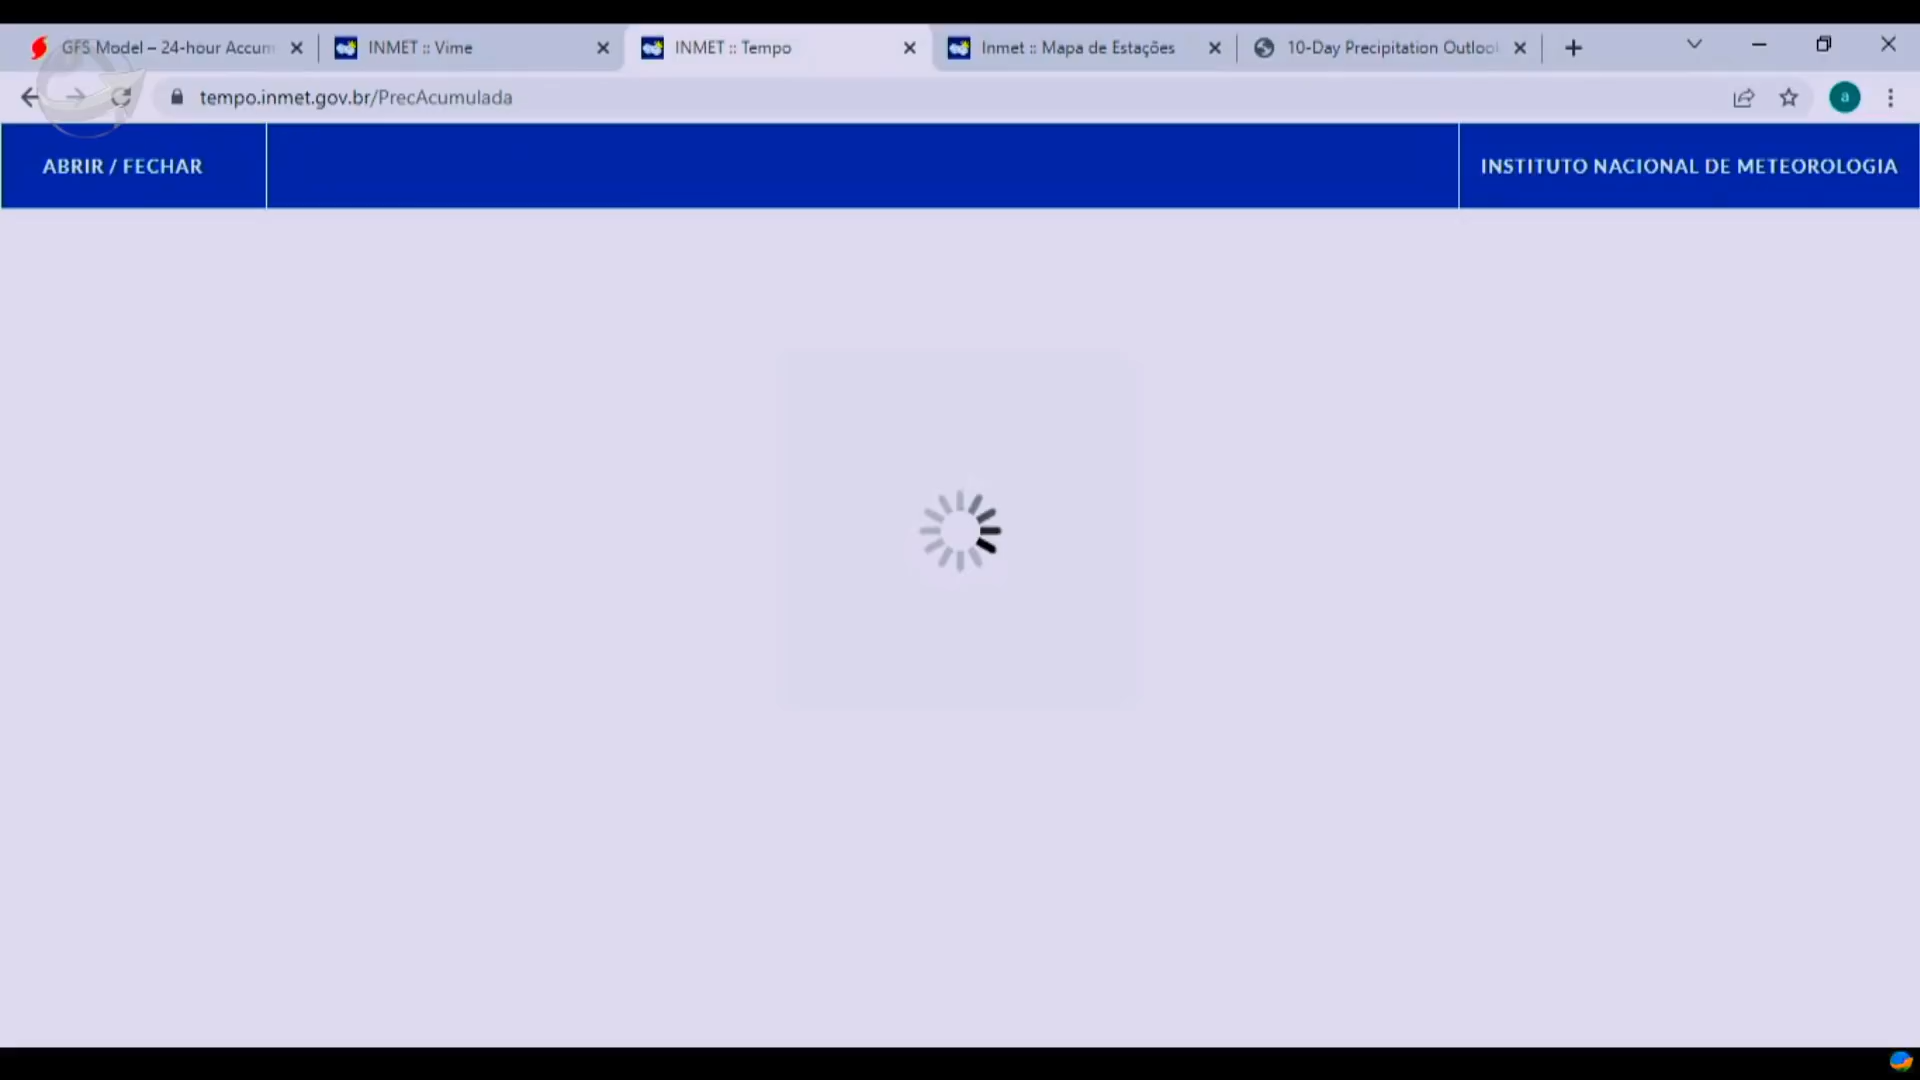 GFS Model – 24-hour Accum
INMET :: Vime
INMET :: Tempo
Inmet :: Mapa de Estações
10-Day Precipitation Outloo
tempo.inmet.gov.br/PrecAcumulada
a
ABRIR / FECHAR
INSTITUTO NACIONAL DE METEOROLOGIA